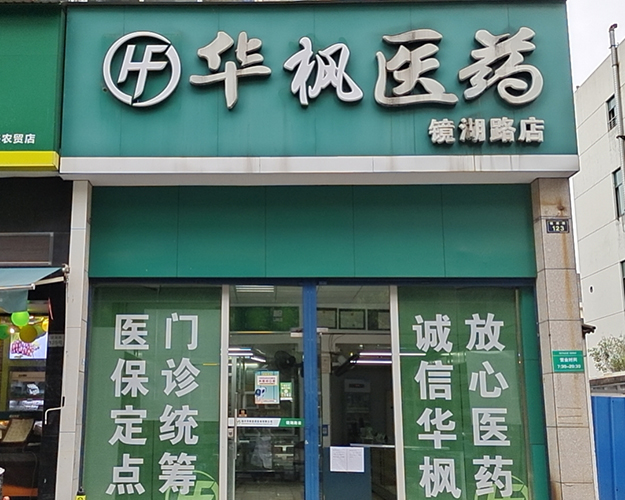 HF
华枫医药
镜湖路店
农贸店
123
门诊统筹
医保定点
放心医药
诚信华枫
营业时间
7:30-20:30